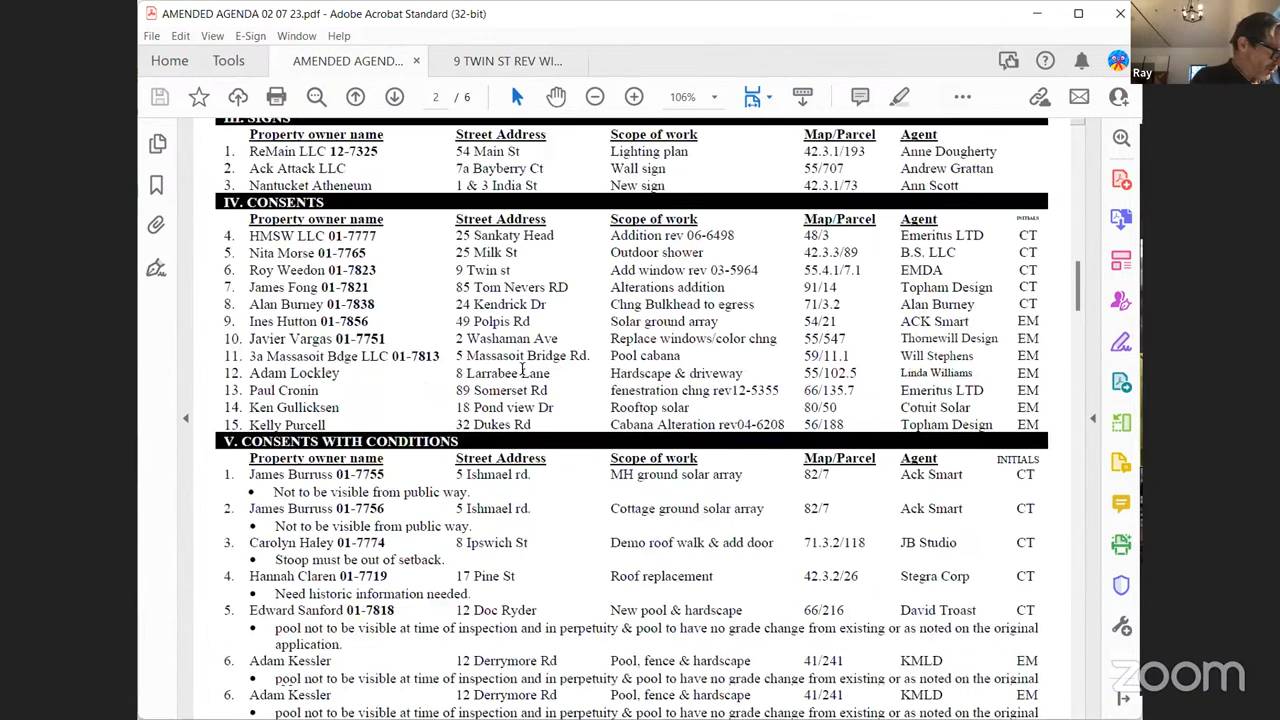 AMENDED AGENDA 02 07 23.pdf - Adobe Acrobat Standard (32-bit)
File Edit View E-Sign Window Help
Home Tools AMENDED AGEND... × 9 TWIN ST REV WI...
2 / 6 106%
Ray
III. SIGNS
Property owner name Street Address Scope of work Map/Parcel Agent
1. ReMain LLC 12-7325 54 Main St Lighting plan 42.3.1/193 Anne Dougherty
2. Ack Attack LLC 7a Bayberry Ct Wall sign 55/707 Andrew Grattan
3. Nantucket Atheneum 1 & 3 India St New sign 42.3.1/73 Ann Scott
IV. CONSENTS
Property owner name Street Address Scope of work Map/Parcel Agent INITIALS
4. HMSW LLC 01-7777 25 Sankaty Head Addition rev 06-6498 48/3 Emeritus LTD CT
5. Nita Morse 01-7765 25 Milk St Outdoor shower 42.3.3/89 B.S. LLC CT
6. Roy Weedon 01-7823 9 Twin st Add window rev 03-5964 55.4.1/7.1 EMDA CT
7. James Fong 01-7821 85 Tom Nevers RD Alterations addition 91/14 Topham Design CT
8. Alan Burney 01-7838 24 Kendrick Dr Chng Bulkhead to egress 71/3.2 Alan Burney CT
9. Ines Hutton 01-7856 49 Polpis Rd Solar ground array 54/21 ACK Smart EM
10. Javier Vargas 01-7751 2 Washaman Ave Replace windows/color chng 55/547 Thornewill Design EM
11. 3a Massasoit Bdge LLC 01-7813 5 Massasoit Bridge Rd. Pool cabana 59/11.1 Will Stephens EM
12. Adam Lockley 8 Larrabee Lane Hardscape & driveway 55/102.5 Linda Williams EM
13. Paul Cronin 89 Somerset Rd fenestration chng rev12-5355 66/135.7 Emeritus LTD EM
14. Ken Gullicksen 18 Pond view Dr Rooftop solar 80/50 Cotuit Solar EM
15. Kelly Purcell 32 Dukes Rd Cabana Alteration rev04-6208 56/188 Topham Design EM
V. CONSENTS WITH CONDITIONS
Property owner name Street Address Scope of work Map/Parcel Agent INITIALS
1. James Burruss 01-7755 5 Ishmael rd. MH ground solar array 82/7 Ack Smart CT
• Not to be visible from public way.
2. James Burruss 01-7756 5 Ishmael rd. Cottage ground solar array 82/7 Ack Smart CT
• Not to be visible from public way.
3. Carolyn Haley 01-7774 8 Ipswich St Demo roof walk & add door 71.3.2/118 JB Studio CT
• Stoop must be out of setback.
4. Hannah Claren 01-7719 17 Pine St Roof replacement 42.3.2/26 Stegra Corp CT
• Need historic information needed.
5. Edward Sanford 01-7818 12 Doc Ryder New pool & hardscape 66/216 David Troast CT
• pool not to be visible at time of inspection and in perpetuity & pool to have no grade change from existing or as noted on the original
application.
6. Adam Kessler 12 Derrymore Rd Pool, fence & hardscape 41/241 KMLD EM
• pool not to be visible at time of inspection and in perpetuity & pool to have no grade change from existing or as noted on the original
6. Adam Kessler 12 Derrymore Rd Pool, fence & hardscape 41/241 KMLD EM
• pool not to be visible at time of inspection and in perpetuity & pool to have no grade change from existing or as noted on the original
zoom